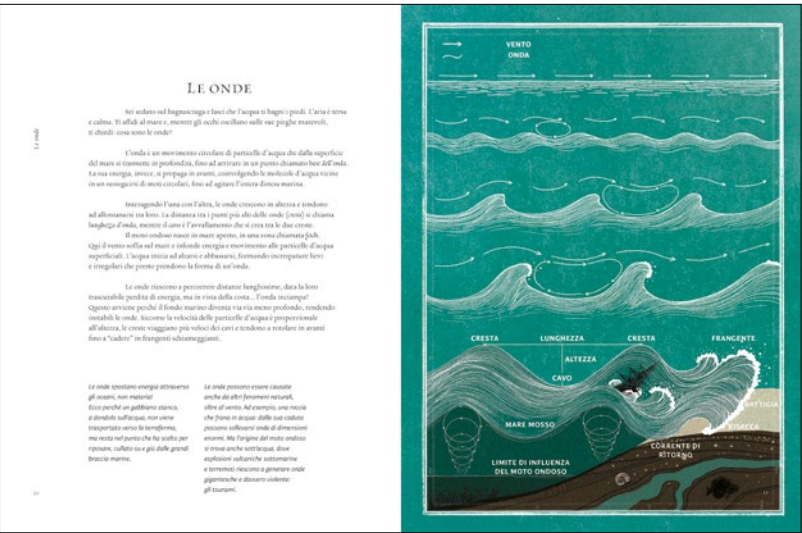 LE ONDE
Le onde
Sei seduto sul bagnasciuga e lasci che l'acqua ti bagni i piedi. L'aria è tersa
e calma. Ti affidi al mare e, mentre gli occhi oscillano sulle sue pieghe mutevoli,
ti chiedi: cosa sono le onde?
L'onda è un movimento circolare di particelle d'acqua che dalla superficie
del mare si trasmette in profondità, fino ad arrivare in un punto chiamato base dell'onda.
La sua energia, invece, si propaga in avanti, coinvolgendo le molecole d'acqua vicine
in un susseguirsi di moti circolari, fino ad agitare l'intera distesa marina.
Interagendo l'una con l'altra, le onde crescono in altezza e tendono
ad allontanarsi tra loro. La distanza tra i punti più alti delle onde (creste) si chiama
lunghezza d'onda, mentre il cavo è l'avvallamento che si crea tra le due creste.
Il moto ondoso nasce in mare aperto, in una zona chiamata fetch.
Qui il vento soffia sul mare e infonde energia e movimento alle particelle d'acqua
superficiali. L'acqua inizia ad alzarsi e abbassarsi, formando increspature lievi
e irregolari che presto prendono la forma di un'onda.
Le onde riescono a percorrere distanze lunghissime, data la loro
trascurabile perdita di energia, ma in vista della costa... l'onda inciampa!
Questo avviene perché il fondo marino diventa via via meno profondo, rendendo
instabili le onde. Siccome la velocità delle particelle d'acqua è proporzionale
all'altezza, le creste viaggiano più veloci dei cavi e tendono a rotolare in avanti
fino a "cadere" in frangenti schiumeggianti.
Le onde spostano energia attraverso
gli oceani, non materia!
Ecco perché un gabbiano stanco,
a dondolo sull'acqua, non viene
trasportato verso la terraferma,
ma resta nel punto che ha scelto per
riposare, cullato su e giù dalle grandi
braccia marine.
Le onde possono essere causate
anche da altri fenomeni naturali,
oltre al vento. Ad esempio, una roccia
che frana in acqua: dalla sua caduta
possono sollevarsi onde di dimensioni
enormi. Ma l'origine del moto ondoso
si trova anche sott'acqua, dove
esplosioni vulcaniche sottomarine
e terremoti riescono a generare onde
gigantesche e davvero violente:
gli tsunami.
VENTO
ONDA
CRESTA
LUNGHEZZA
CRESTA
FRANGENTE
ALTEZZA
CAVO
BATTIGIA
MARE MOSSO
RISACCA
CORRENTE DI
RITORNO
LIMITE DI INFLUENZA
DEL MOTO ONDOSO